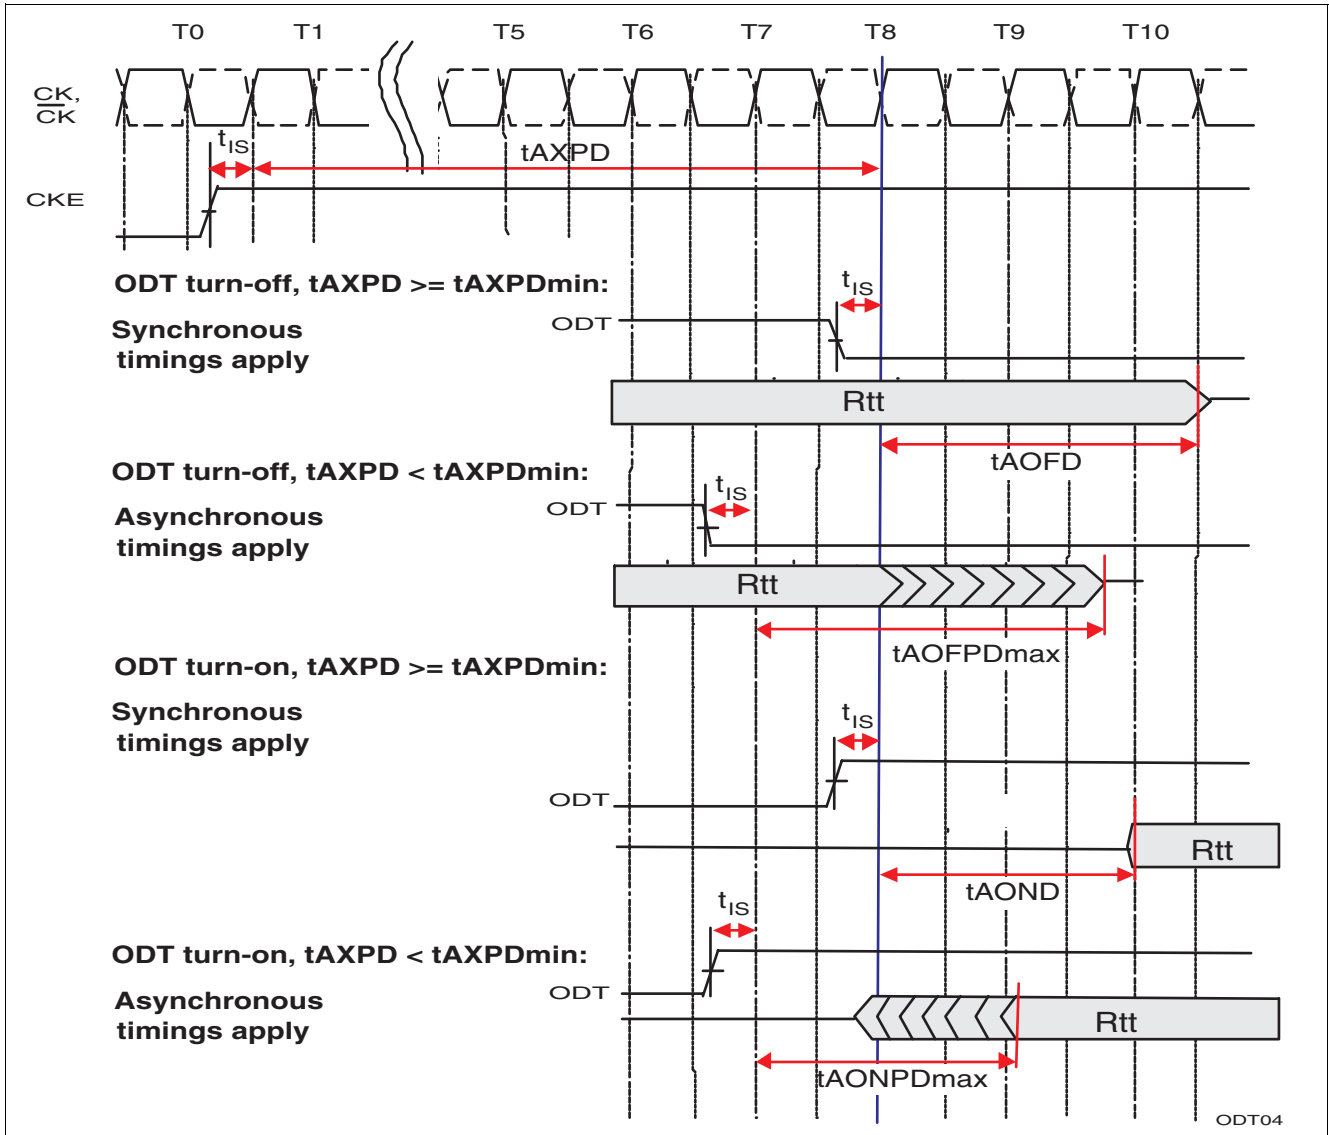 T0 T1 T5 T6 T7 T8 T9 T10
CK,
CK
tIS
tAXPD
CKE
ODT turn-off, tAXPD >= tAXPDmin:
tIS
Synchronous
timings apply
ODT
Rtt
tAOFD
ODT turn-off, tAXPD < tAXPDmin:
tIS
Asynchronous
timings apply
ODT
Rtt
tAOFPDmax
ODT turn-on, tAXPD >= tAXPDmin:
Synchronous
timings apply
tIS
ODT
Rtt
tAOND
tIS
ODT turn-on, tAXPD < tAXPDmin:
Asynchronous
timings apply
ODT
Rtt
tAONPDmax
ODT04